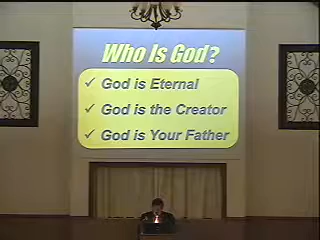 Who Is God?
✓ God is Eternal
✓ God is the Creator
✓ God is Your Father